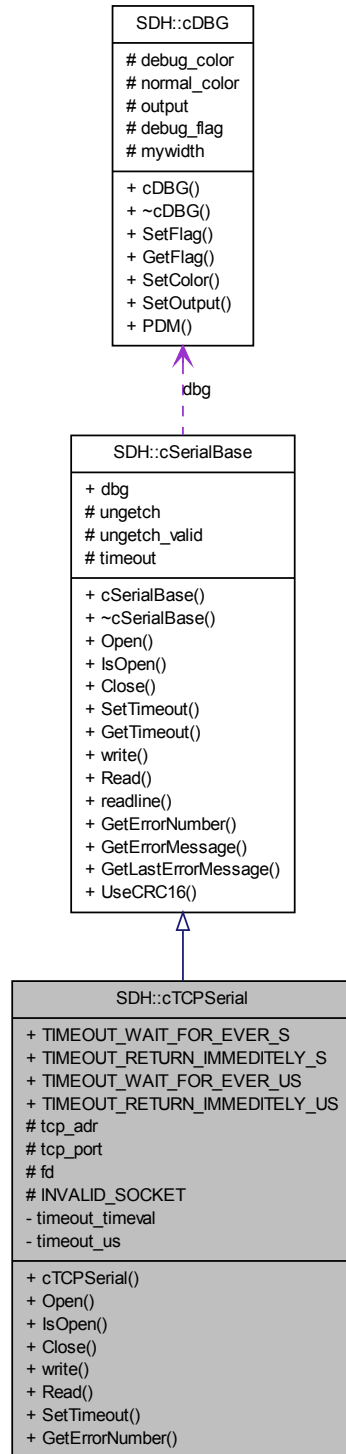 SDH::cDBG
# debug_color
# normal_color
# output
# debug_flag
# mywidth
+ cDBG()
+ ~cDBG()
+ SetFlag()
+ GetFlag()
+ SetColor()
+ SetOutput()
+ PDM()
dbg
SDH::cSerialBase
+ dbg
# ungetch
# ungetch_valid
# timeout
+ cSerialBase()
+ ~cSerialBase()
+ Open()
+ IsOpen()
+ Close()
+ SetTimeout()
+ GetTimeout()
+ write()
+ Read()
+ readline()
+ GetErrorNumber()
+ GetErrorMessage()
+ GetLastErrorMessage()
+ UseCRC16()
SDH::cTCPSerial
+ TIMEOUT_WAIT_FOR_EVER_S
+ TIMEOUT_RETURN_IMMEDITELY_S
+ TIMEOUT_WAIT_FOR_EVER_US
+ TIMEOUT_RETURN_IMMEDITELY_US
# tcp_adr
# tcp_port
# fd
# INVALID_SOCKET
- timeout_timeval
- timeout_us
+ cTCPSerial()
+ Open()
+ IsOpen()
+ Close()
+ write()
+ Read()
+ SetTimeout()
+ GetErrorNumber()